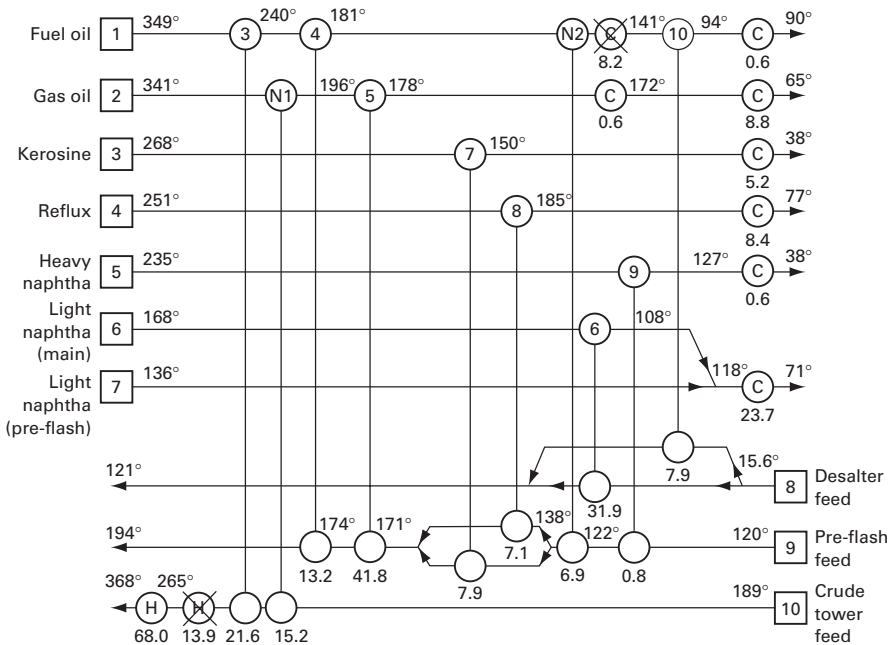 Fuel oil 1 349° 3 240° 4 181° N2 C 141° 10 94° C 90°
8.2 0.6
Gas oil 2 341° N1 196° 5 178° C 172° C 65°
0.6 8.8
Kerosine 3 268° 7 150° C 38°
5.2
Reflux 4 251° 8 185° C 77°
8.4
Heavy
naphtha 5 235° 9 127° C 38°
0.6
Light
naphtha
(main) 6 168° 6 108°
Light
naphtha
(pre-flash) 7 136° 118° C 71°
23.7
7.9
121° 15.6° 8 Desalter
feed
31.9
194° 174° 171° 138° 122° 120° 9 Pre-flash
feed
13.2 41.8 7.1 6.9 0.8
7.9
368° H 265° H 189° 10 Crude
tower
feed
68.0 13.9 21.6 15.2